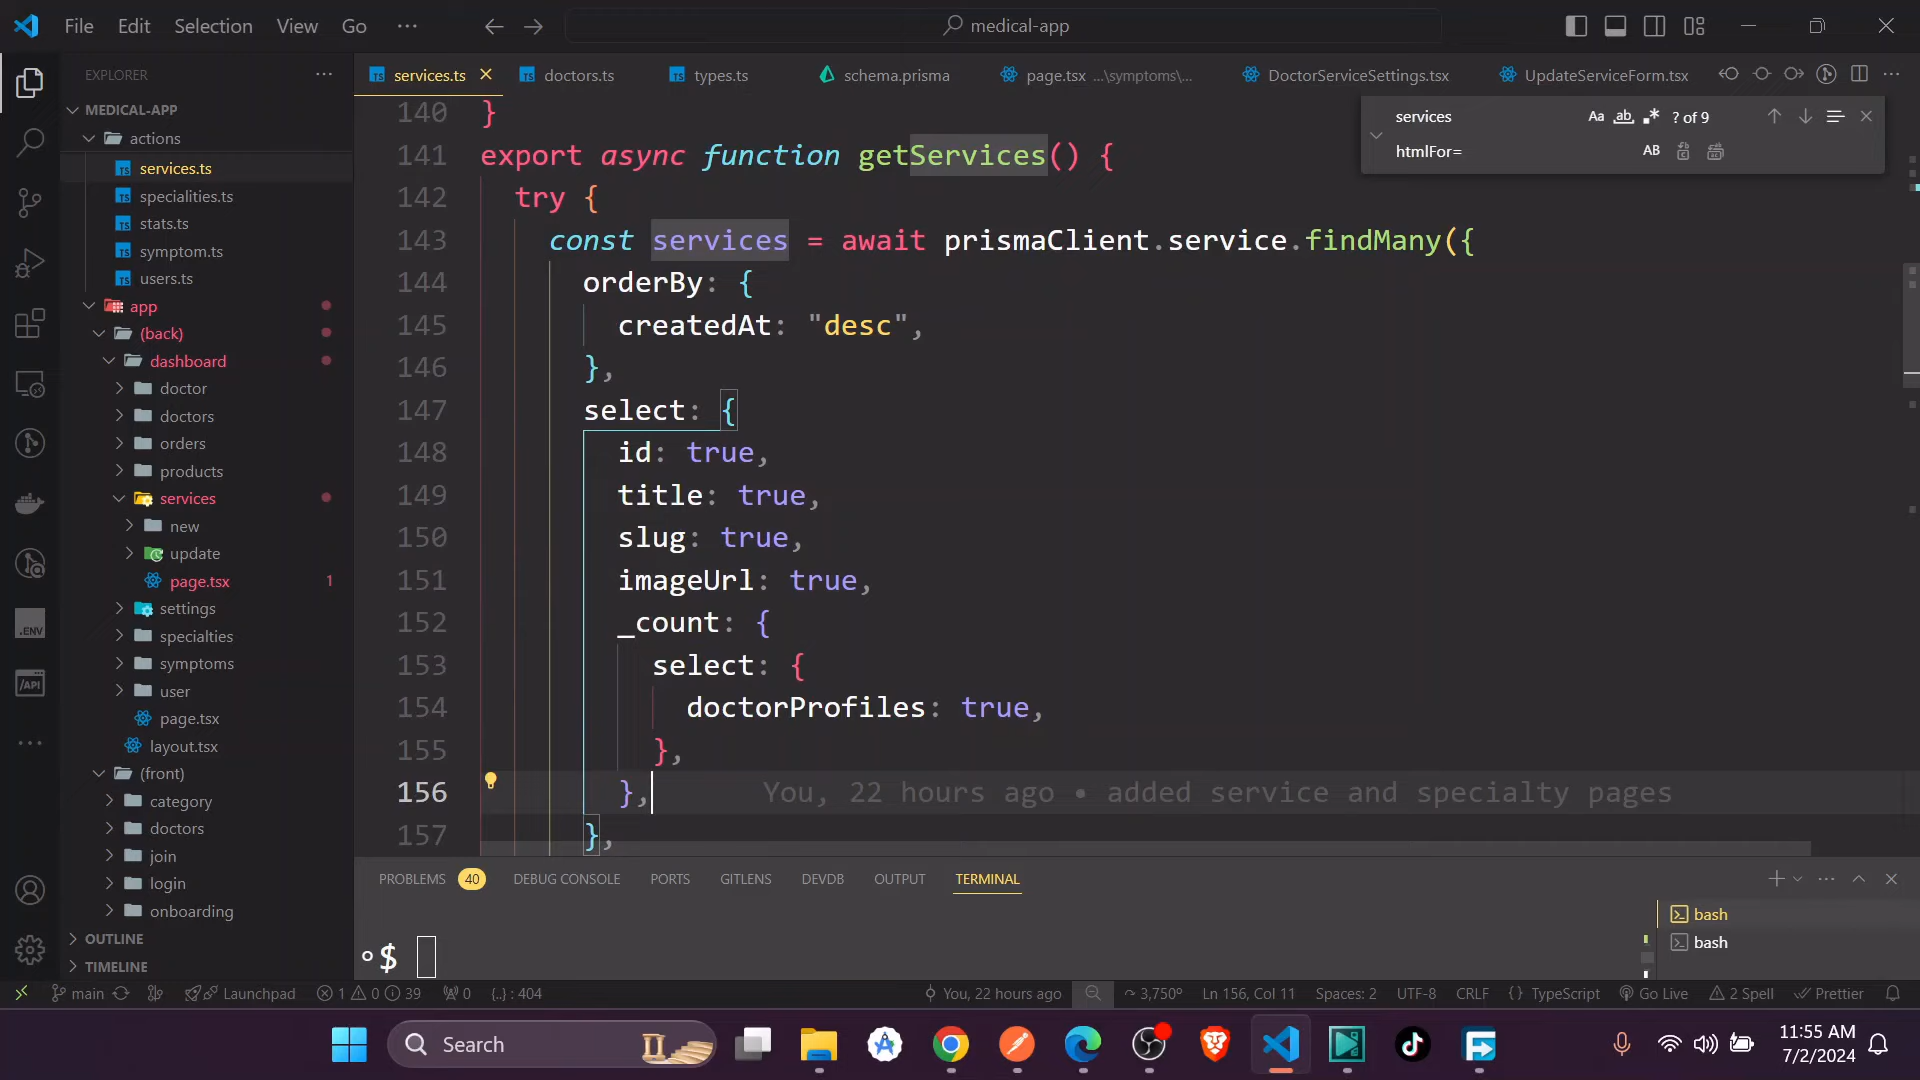 File Edit Selection View Go ··· medical-app
EXPLORER ···
services.ts doctors.ts types.ts schema.prisma page.tsx ...\symptoms\... DoctorServiceSettings.tsx UpdateServiceForm.tsx ···
services Aa ab ? of 9
htmlFor= AB
MEDICAL-APP
actions
services.ts
specialities.ts
stats.ts
symptom.ts
users.ts
app
(back)
dashboard
doctor
doctors
orders
products
services
new
update
page.tsx 1
settings
specialties
symptoms
user
page.tsx
layout.tsx
(front)
category
doctors
join
login
onboarding
OUTLINE
TIMELINE
.ENV
/API
140 }
141 export async function getServices() {
142 try {
143 const services = await prismaClient.service.findMany({
144 orderBy: {
145 createdAt: "desc",
146 },
147 select: {
148 id: true,
149 title: true,
150 slug: true,
151 imageUrl: true,
152 _count: {
153 select: {
154 doctorProfiles: true,
155 },
156 }, You, 22 hours ago • added service and specialty pages
157 },
PROBLEMS 40 DEBUG CONSOLE PORTS GITLENS DEVDB OUTPUT TERMINAL
$
bash
bash
main Launchpad 1 0 39 0 {..} : 404 You, 22 hours ago 3,750º Ln 156, Col 11 Spaces: 2 UTF-8 CRLF {} TypeScript Go Live 2 Spell Prettier
Search
11:55 AM
7/2/2024